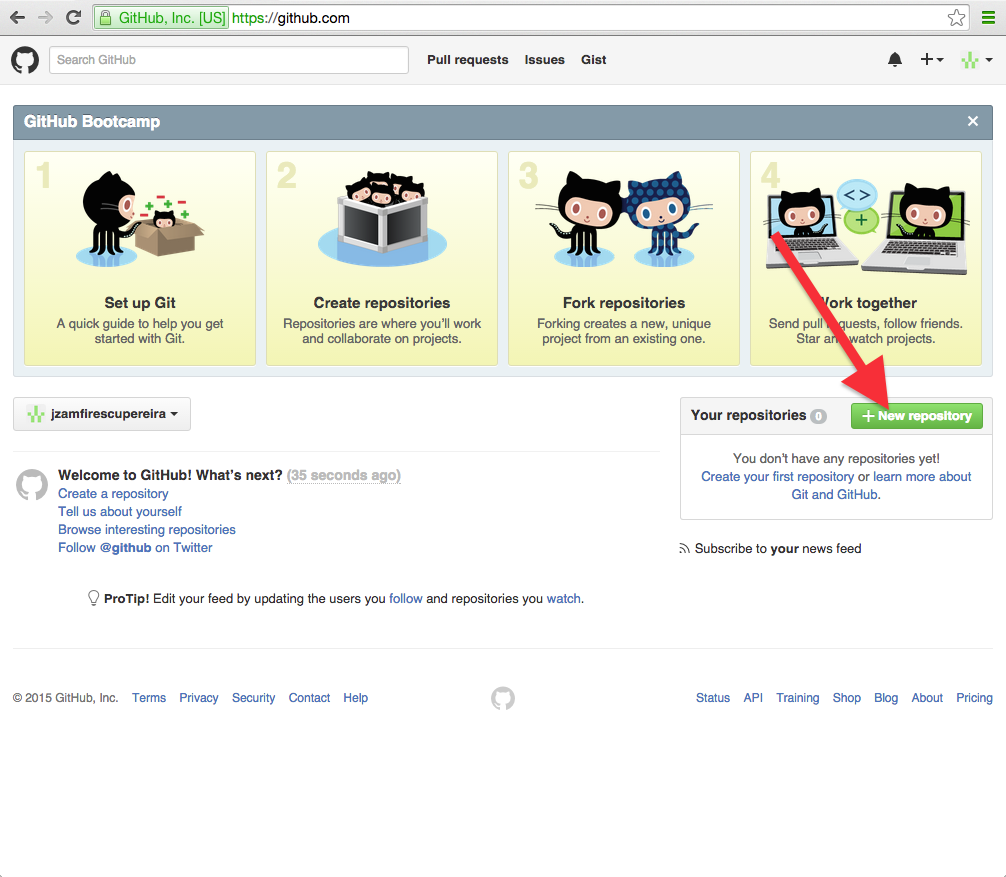 GitHub, Inc. [US] https://github.com
Search GitHub
Pull requests Issues Gist
GitHub Bootcamp
1
Set up Git
A quick guide to help you get
started with Git.
2
Create repositories
Repositories are where you'll work
and collaborate on projects.
3
Fork repositories
Forking creates a new, unique
project from an existing one.
4
Work together
Send pull requests, follow friends.
Star and watch projects.
jzamfirescupereira
Your repositories 0
New repository
You don't have any repositories yet!
Create your first repository or learn more about
Git and GitHub.
Welcome to GitHub! What's next? (35 seconds ago)
Create a repository
Tell us about yourself
Browse interesting repositories
Follow @github on Twitter
Subscribe to your news feed
ProTip! Edit your feed by updating the users you follow and repositories you watch.
© 2015 GitHub, Inc. Terms Privacy Security Contact Help
Status API Training Shop Blog About Pricing